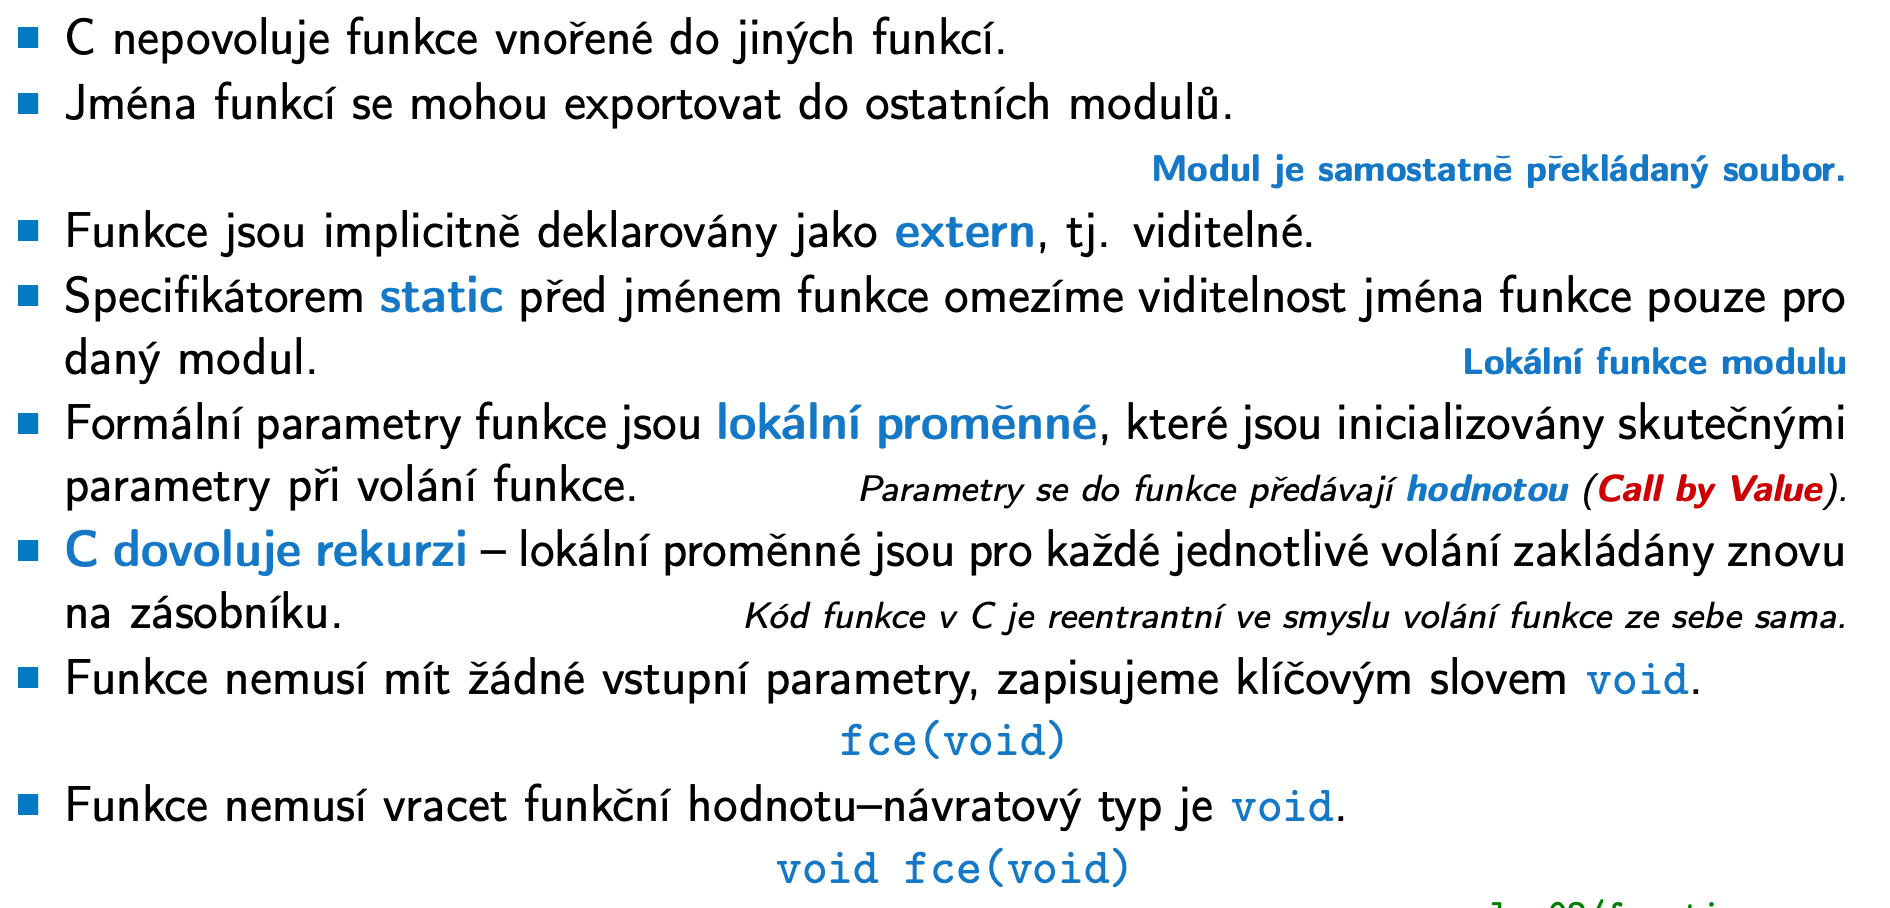 C nepovoluje funkce vnořené do jiných funkcí.
Jména funkcí se mohou exportovat do ostatních modulů.
Modul je samostatně překládaný soubor.
Funkce jsou implicitně deklarovány jako extern, tj. viditelné.
Specifikátorem static před jménem funkce omezíme viditelnost jména funkce pouze pro
daný modul. Lokální funkce modulu
Formální parametry funkce jsou lokální proměnné, které jsou inicializovány skutečnými
parametry při volání funkce. Parametry se do funkce předávají hodnotou (Call by Value).
C dovoluje rekurzi – lokální proměnné jsou pro každé jednotlivé volání zakládány znovu
na zásobníku. Kód funkce v C je reentrantní ve smyslu volání funkce ze sebe sama.
Funkce nemusí mít žádné vstupní parametry, zapisujeme klíčovým slovem void.
fce(void)
Funkce nemusí vracet funkční hodnotu–návratový typ je void.
void fce(void)